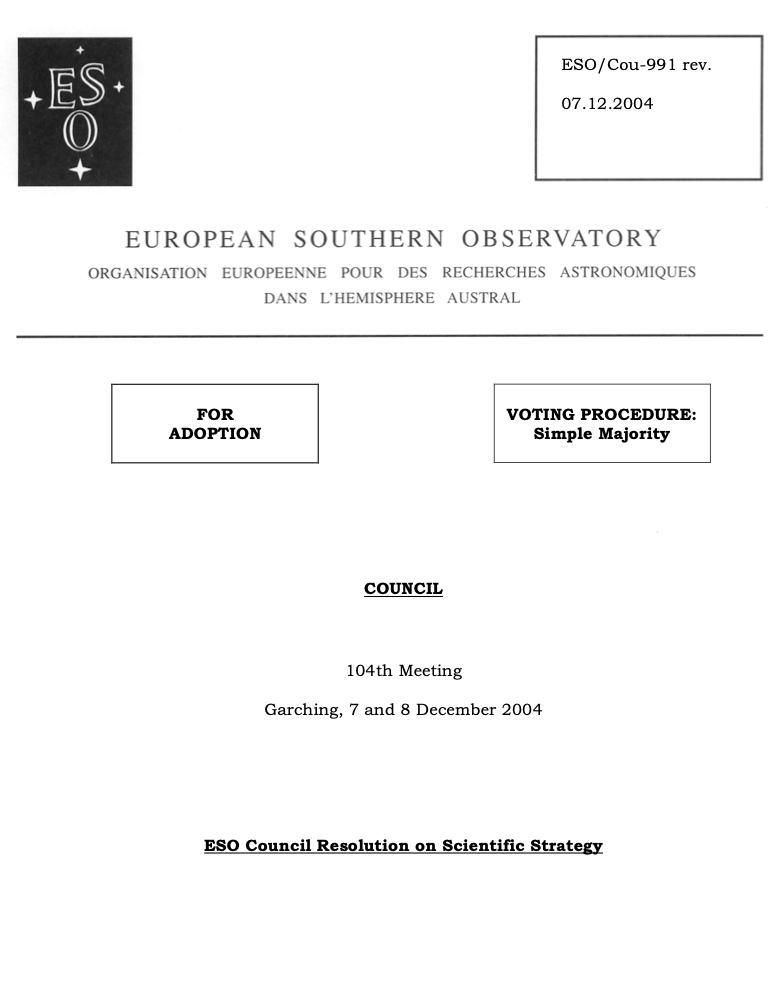 ESO
ESO/Cou-991 rev.
07.12.2004
EUROPEAN SOUTHERN OBSERVATORY
ORGANISATION EUROPEENNE POUR DES RECHERCHES ASTRONOMIQUES
DANS L'HEMISPHERE AUSTRAL
FOR
ADOPTION
VOTING PROCEDURE:
Simple Majority
COUNCIL
104th Meeting
Garching, 7 and 8 December 2004
ESO Council Resolution on Scientific Strategy